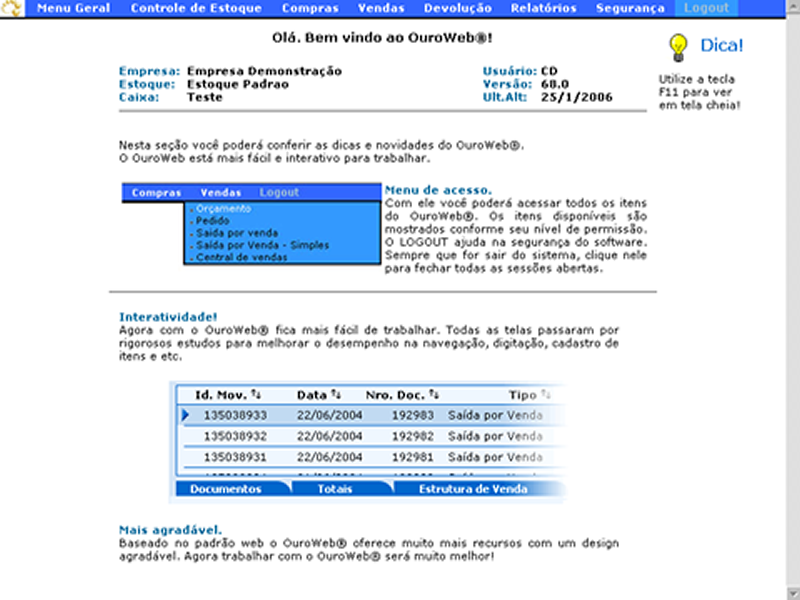 Menu Geral Controle de Estoque Compras Vendas Devolução Relatórios Segurança Logout
Olá. Bem vindo ao OuroWeb®!
Dica!
Utilize a tecla
F11 para ver
em tela cheia!
Empresa: Empresa Demonstração
Estoque: Estoque Padrao
Caixa: Teste
Usuário: CD
Versão: 68.0
Ult.Alt: 25/1/2006
Nesta seção você poderá conferir as dicas e novidades do OuroWeb®.
O OuroWeb está mais fácil e interativo para trabalhar.
Compras Vendas Logout
Orçamento
Pedido
Saída por venda
Saída por Venda - Simples
Central de vendas
Menu de acesso.
Com ele você poderá acessar todos os itens
do OuroWeb®. Os itens disponíveis são
mostrados conforme seu nível de permissão.
O LOGOUT ajuda na segurança do software.
Sempre que for sair do sistema, clique nele
para fechar todas as sessões abertas.
Interatividade!
Agora com o OuroWeb® fica mais fácil de trabalhar. Todas as telas passaram por
rigorosos estudos para melhorar o desempenho na navegação, digitação, cadastro de
itens e etc.
Id. Mov. Data Nro. Doc. Tipo
135038933 22/06/2004 192983 Saída por Venda
135038932 22/06/2004 192982 Saída por Venda
135038931 22/06/2004 192981 Saída por Venda
Documentos Totais Estrutura de Venda
Mais agradável.
Baseado no padrão web o OuroWeb® oferece muito mais recursos com um design
agradável. Agora trabalhar com o OuroWeb® será muito melhor!